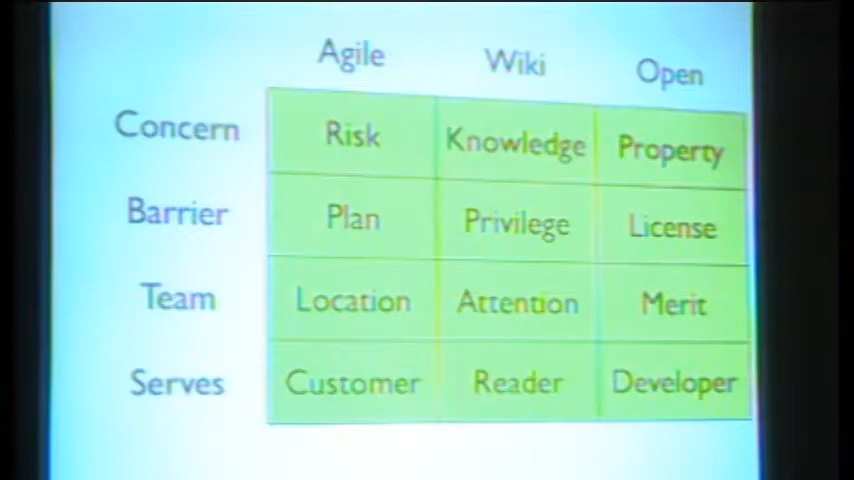 Agile Wiki Open
Concern Risk Knowledge Property
Barrier Plan Privilege License
Team Location Attention Merit
Serves Customer Reader Developer